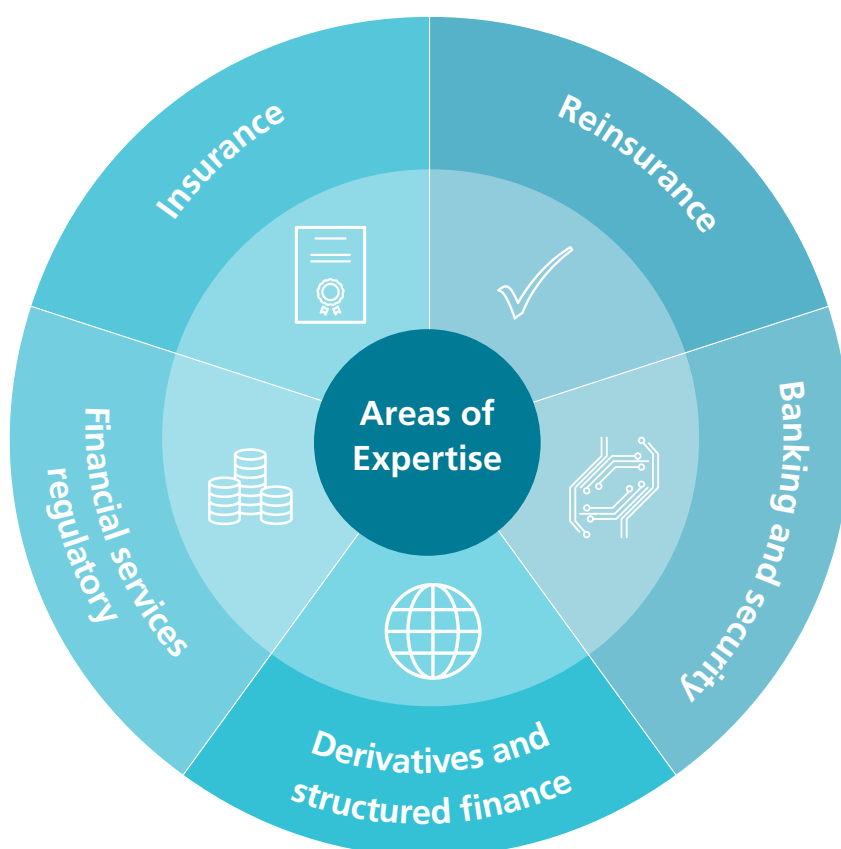 Areas of
Expertise
Insurance
Reinsurance
Banking and security
Derivatives and
structured finance
Financial services
regulatory